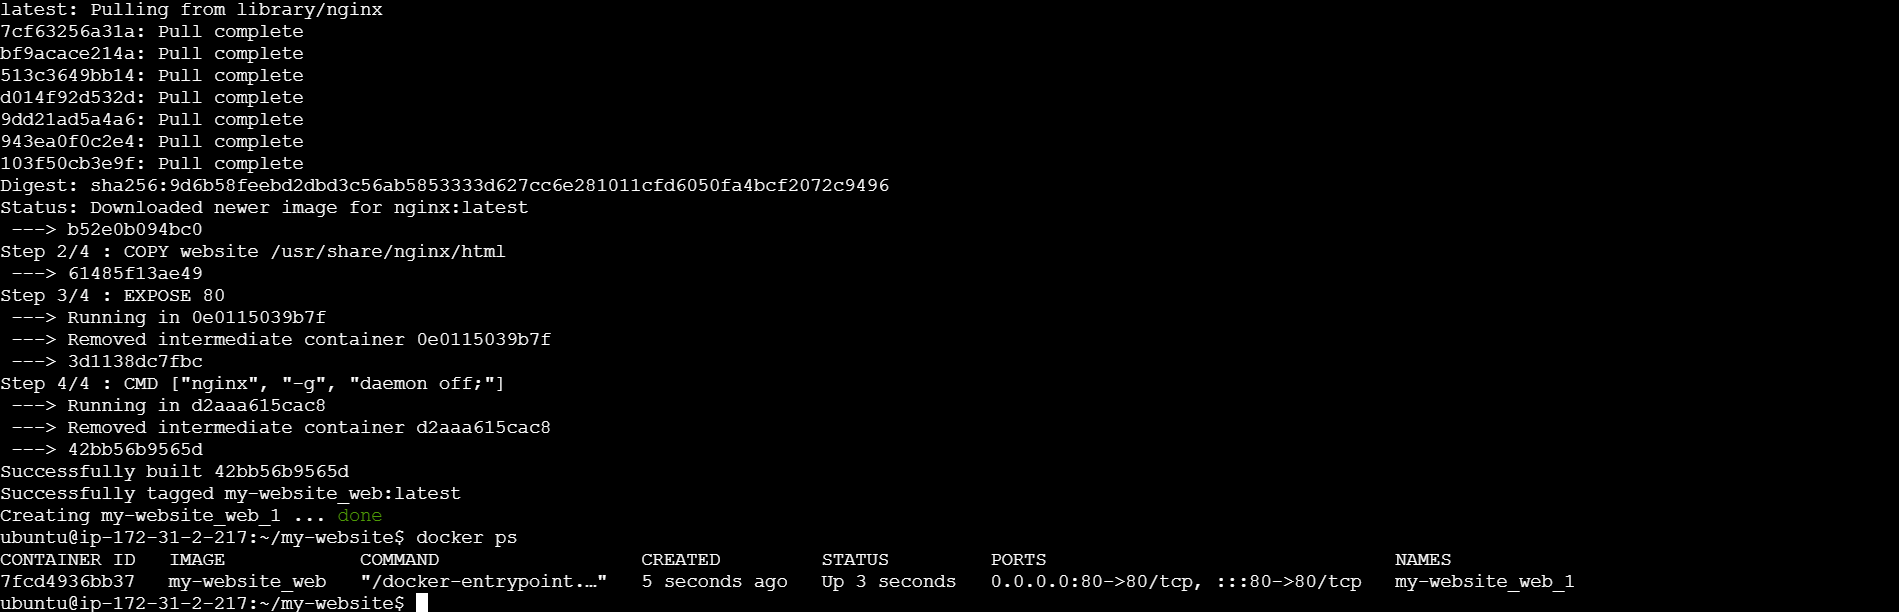 latest: Pulling from library/nginx
7cf63256a31a: Pull complete
bf9acace214a: Pull complete
513c3649bb14: Pull complete
d014f92d532d: Pull complete
9dd21ad5a4a6: Pull complete
943ea0f0c2e4: Pull complete
103f50cb3e9f: Pull complete
Digest: sha256:9d6b58feebd2dbd3c56ab5853333d627cc6e281011cfd6050fa4bcf2072c9496
Status: Downloaded newer image for nginx:latest
 ---> b52e0b094bc0
Step 2/4 : COPY website /usr/share/nginx/html
 ---> 61485f13ae49
Step 3/4 : EXPOSE 80
 ---> Running in 0e0115039b7f
 ---> Removed intermediate container 0e0115039b7f
 ---> 3d1138dc7fbc
Step 4/4 : CMD ["nginx", "-g", "daemon off;"]
 ---> Running in d2aaa615cac8
 ---> Removed intermediate container d2aaa615cac8
 ---> 42bb56b9565d
Successfully built 42bb56b9565d
Successfully tagged my-website_web:latest
Creating my-website_web_1 ... done
ubuntu@ip-172-31-2-217:~/my-website$ docker ps
CONTAINER ID   IMAGE            COMMAND                  CREATED         STATUS         PORTS                               NAMES
7fcd4936bb37   my-website_web   "/docker-entrypoint.…"   5 seconds ago   Up 3 seconds   0.0.0.0:80->80/tcp, :::80->80/tcp   my-website_web_1
ubuntu@ip-172-31-2-217:~/my-website$